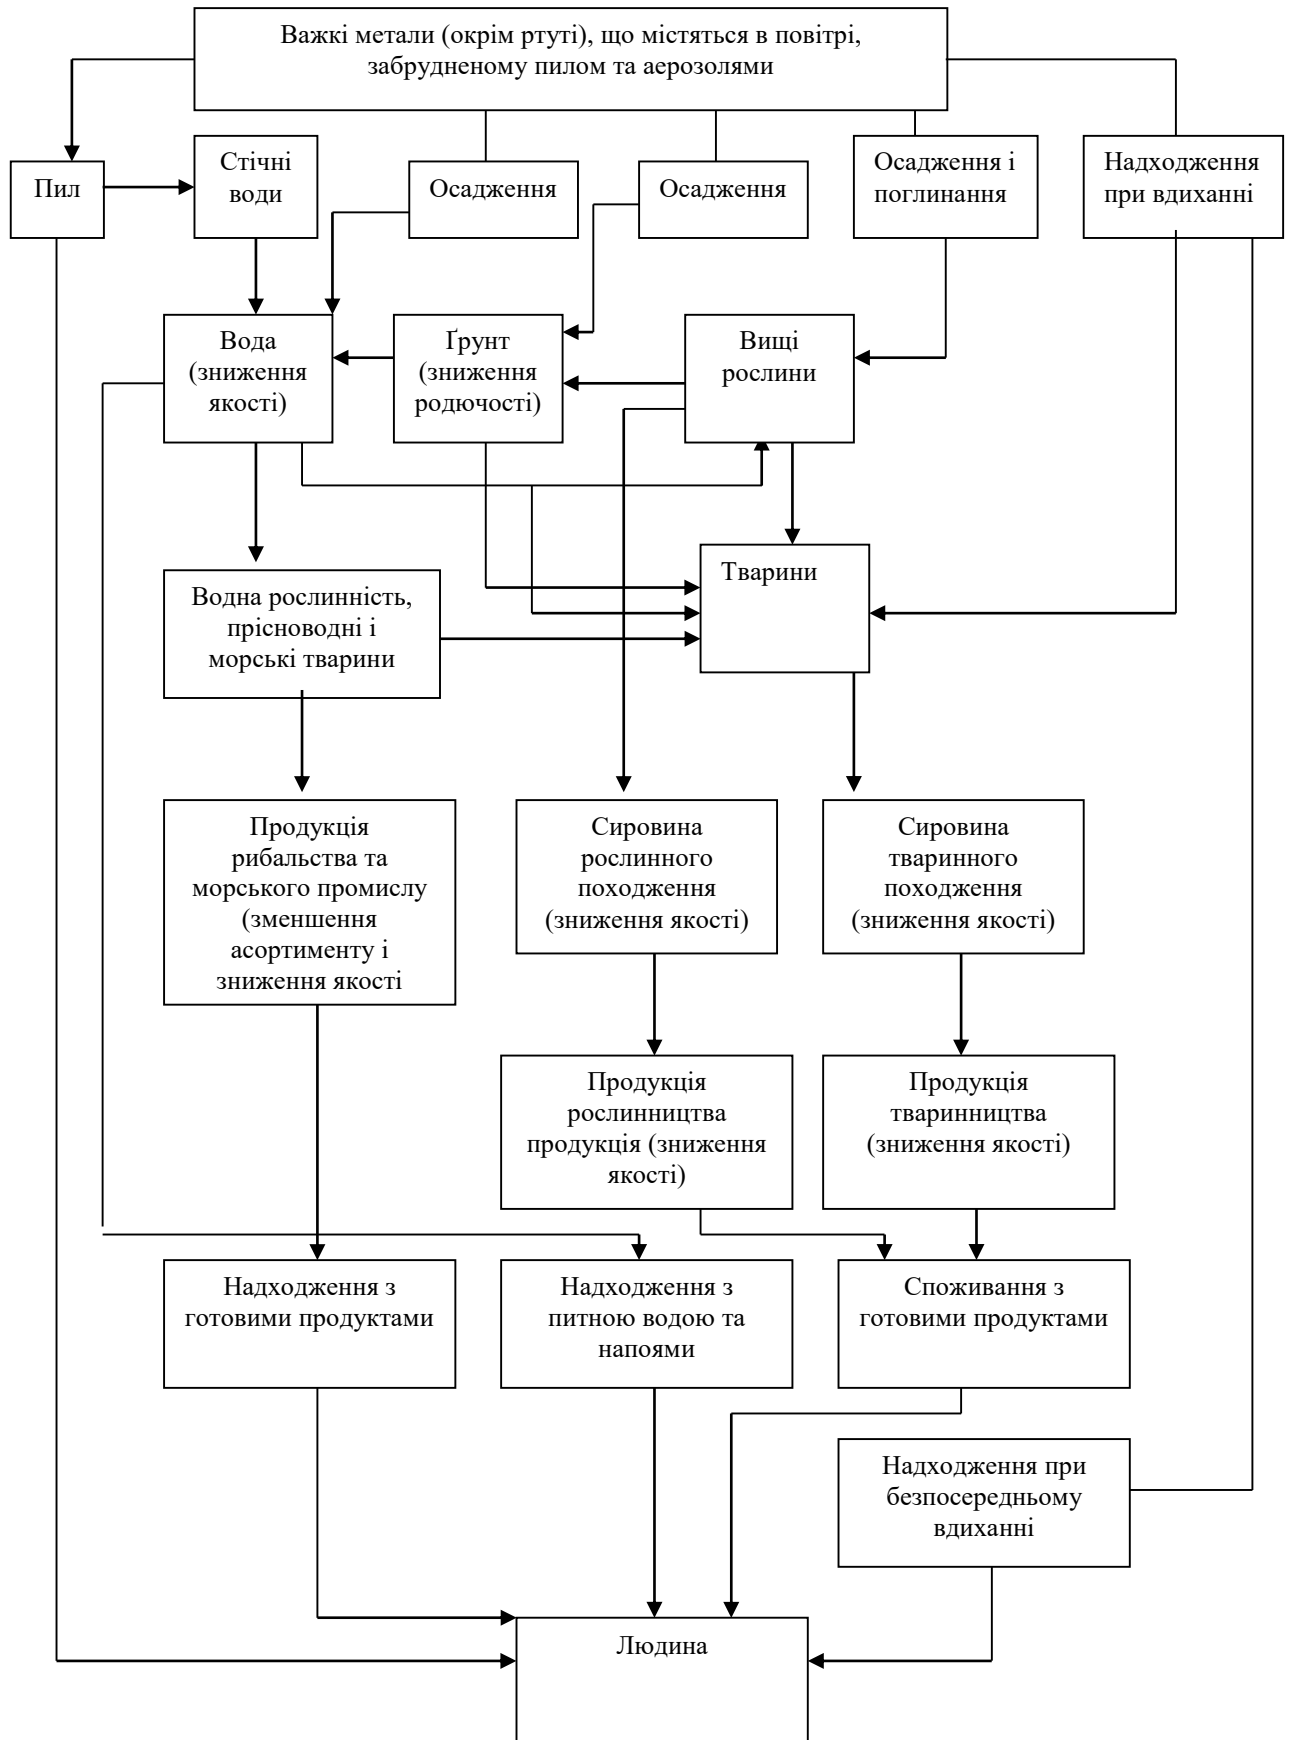 Важкі метали (окрім ртуті), що містяться в повітрі,
забрудненому пилом та аерозолями
Пил
Стічні
води
Осадження
Осадження
Осадження і
поглинання
Надходження
при вдиханні
Вода
(зниження
якості)
Ґрунт
(зниження
родючості)
Вищі
рослини
Водна рослинність,
прісноводні і
морські тварини
Тварини
Продукція
рибальства та
морського промислу
(зменшення
асортименту і
зниження якості
Сировина
рослинного
походження
(зниження якості)
Сировина
тваринного
походження
(зниження якості)
Продукція
рослинництва
продукція (зниження
якості)
Продукція
тваринництва
(зниження якості)
Надходження з
готовими продуктами
Надходження з
питною водою та
напоями
Споживання з
готовими продуктами
Надходження при
безпосередньому
вдиханні
Людина